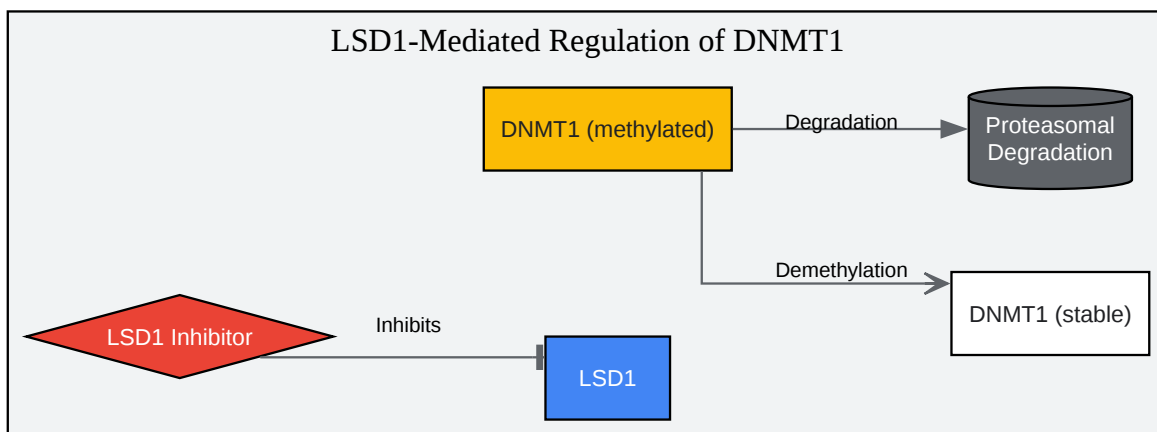 LSD1-Mediated Regulation of DNMT1
DNMT1 (methylated)
Degradation
Proteasomal
Degradation
Demethylation
DNMT1 (stable)
LSD1 Inhibitor
Inhibits
LSD1